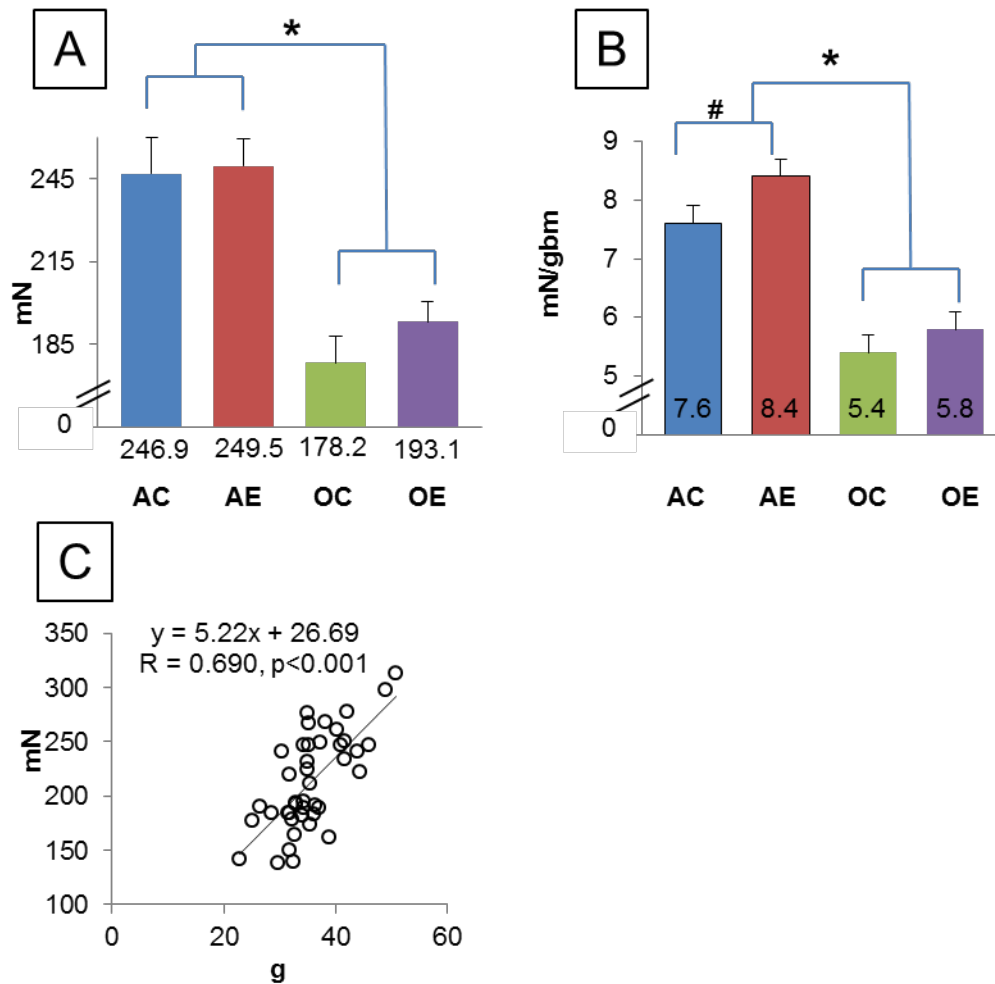 A
*
mN
245
215
185
0
246.9 249.5 178.2 193.1
AC AE OC OE
B
*
#
mN/gbm
9
8
7
6
5
0
7.6 8.4 5.4 5.8
AC AE OC OE
C
y = 5.22x + 26.69
R = 0.690, p<0.001
mN
350
300
250
200
150
100
0 20 40 60
g